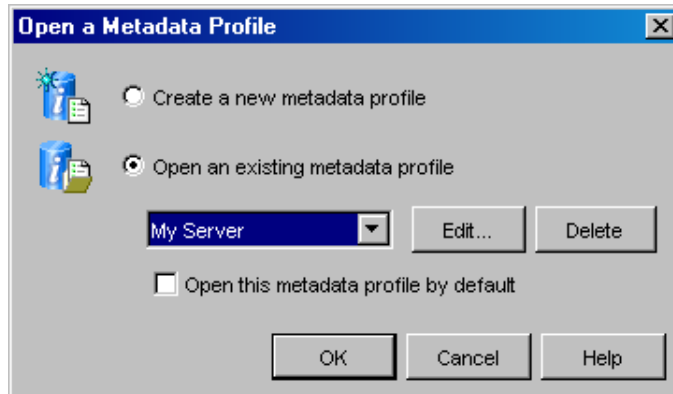 Open a Metadata Profile
Create a new metadata profile
Open an existing metadata profile
My Server
Edit...
Delete
Open this metadata profile by default
OK
Cancel
Help